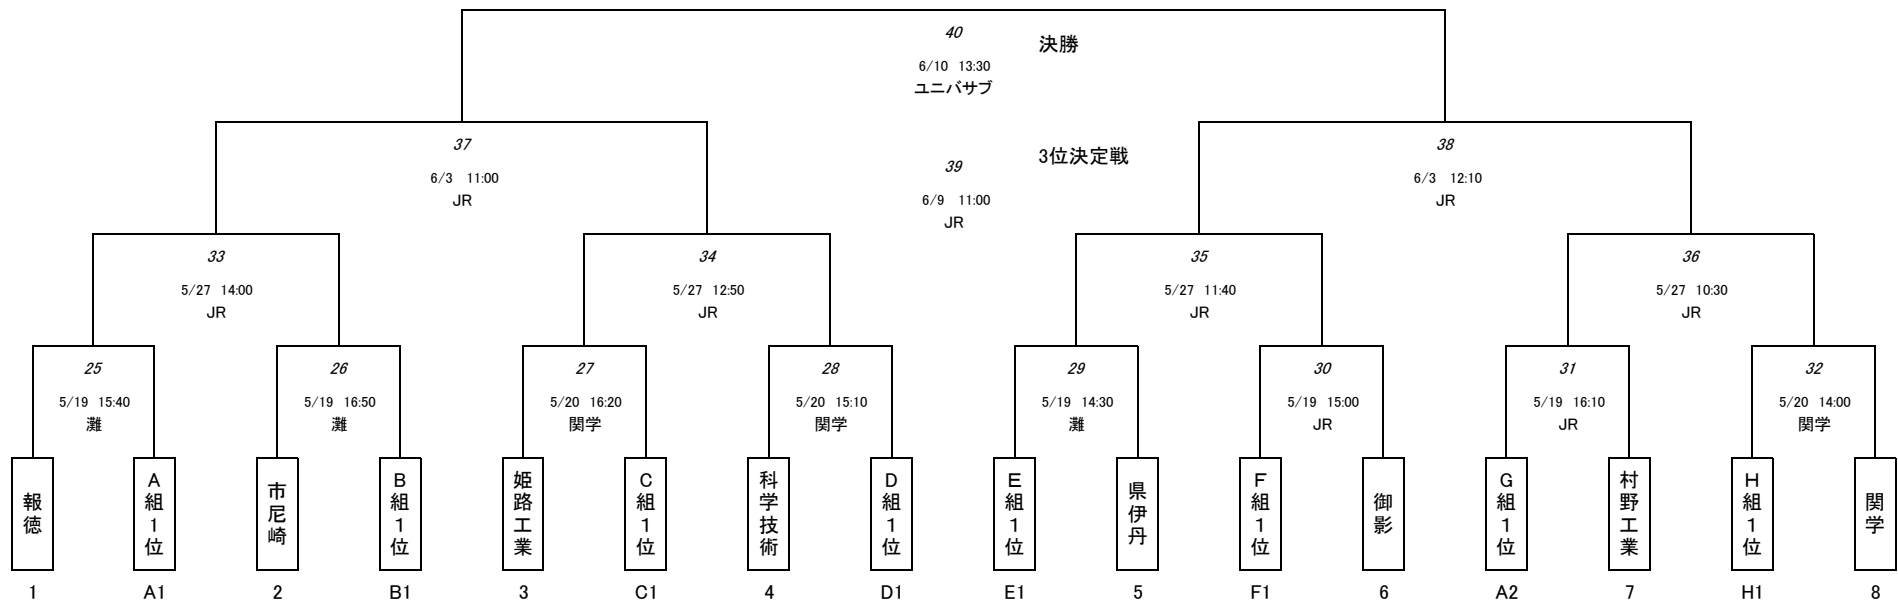 40
決勝
6/10 13:30
ユニバサブ
37
6/3 11:00
JR
39
3位決定戦
6/9 11:00
JR
38
6/3 12:10
JR
33
5/27 14:00
JR
34
5/27 12:50
JR
35
5/27 11:40
JR
36
5/27 10:30
JR
25
5/19 15:40
灘
26
5/19 16:50
灘
27
5/20 16:20
関学
28
5/20 15:10
関学
29
5/19 14:30
灘
30
5/19 15:00
JR
31
5/19 16:10
JR
32
5/20 14:00
関学
報徳
A組1位
市尼崎
B組1位
姫路工業
C組1位
科学技術
D組1位
E組1位
県伊丹
F組1位
御影
G組1位
村野工業
H組1位
関学
1
A1
2
B1
3
C1
4
D1
E1
5
F1
6
A2
7
H1
8